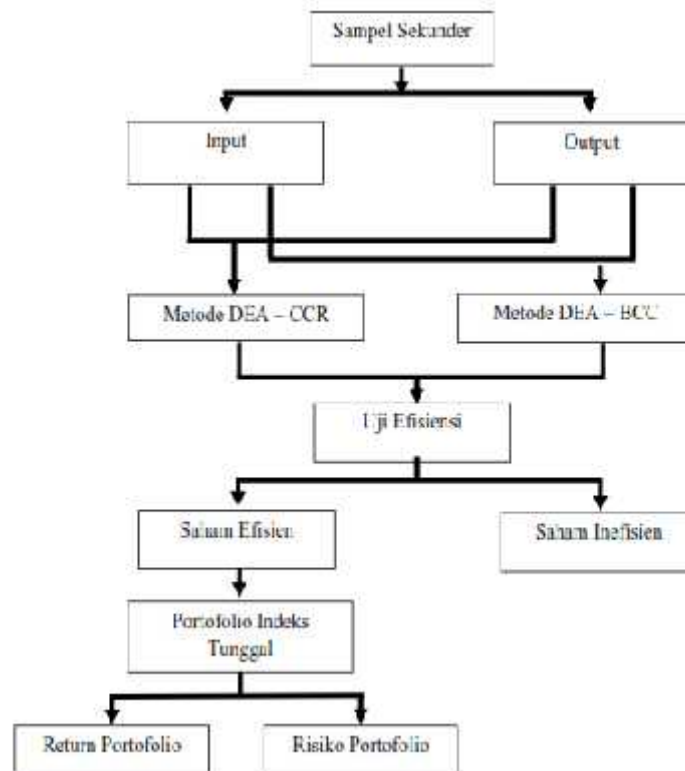 Sampel Sekunder
Input
Output
Metode DEA – CCR
Metode DEA – BCC
Uji Efisiensi
Saham Efisien
Saham Inefisien
Portofolio Indeks
Tunggal
Return Portofolio
Risiko Portofolio